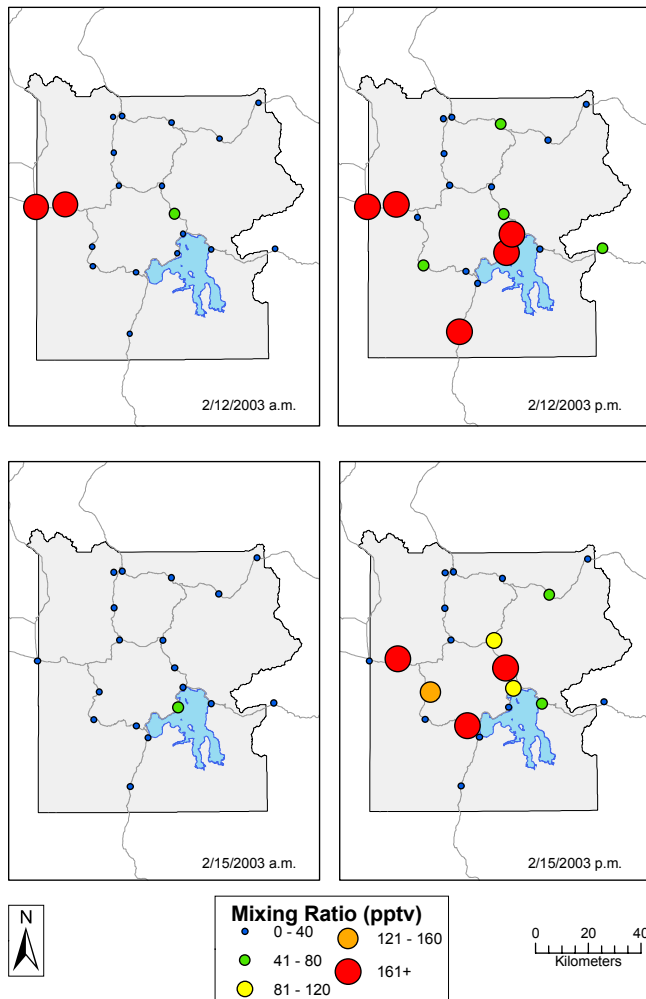 2/12/2003 a.m.
2/12/2003 p.m.
2/15/2003 a.m.
2/15/2003 p.m.
N
Mixing Ratio (pptv)
0 - 40
41 - 80
81 - 120
121 - 160
161+
0 20 40
Kilometers